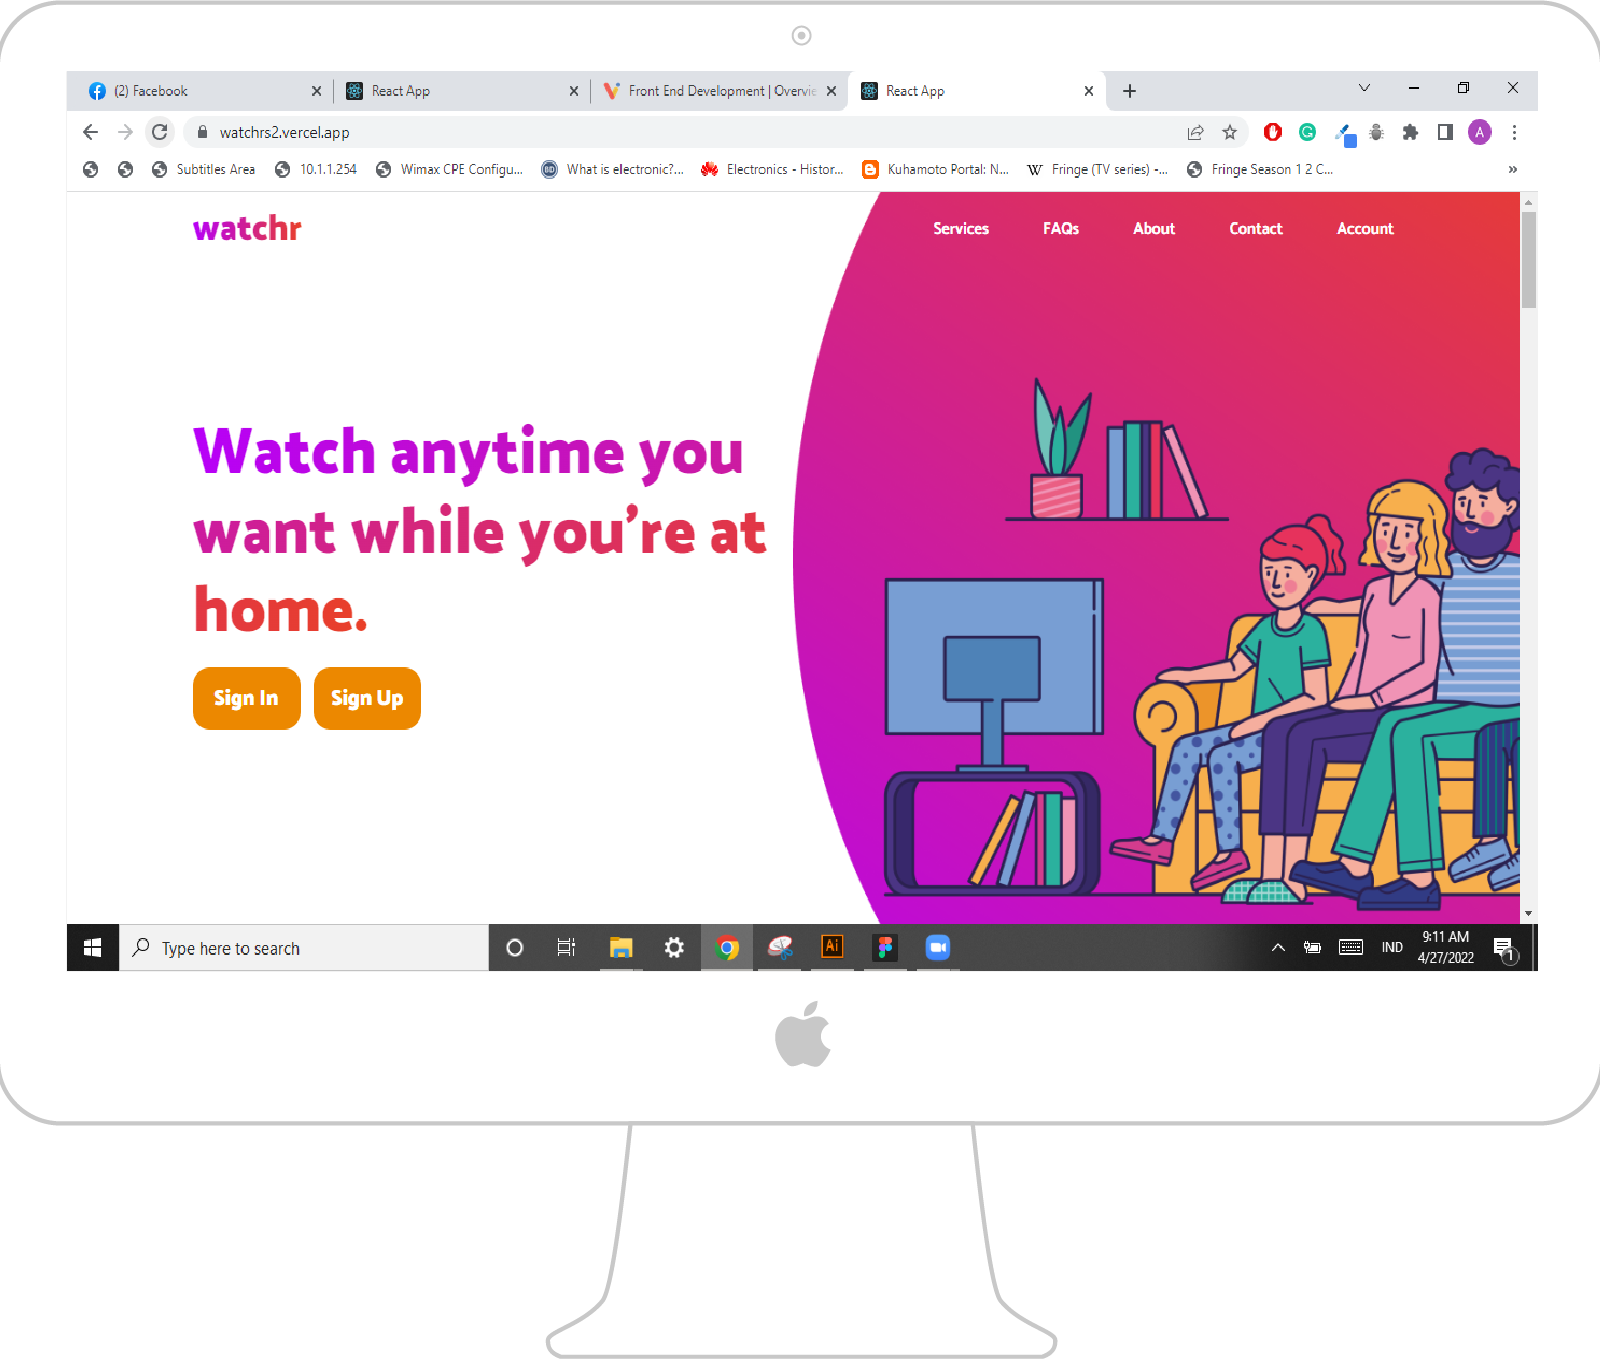 (2) Facebook
React App
Front End Development | Overvie
React App
watchrs2.vercel.app
A
Subtitles Area
10.1.1.254
Wimax CPE Configu...
What is electronic?...
Electronics - Histor...
Kuhamoto Portal: N...
W Fringe (TV series) -...
Fringe Season 1 2 C...
»
watchr
Services
FAQs
About
Contact
Account
Watch anytime you
want while you're at
home.
Sign In
Sign Up
Type here to search
Ai
IND
9:11 AM
4/27/2022
1